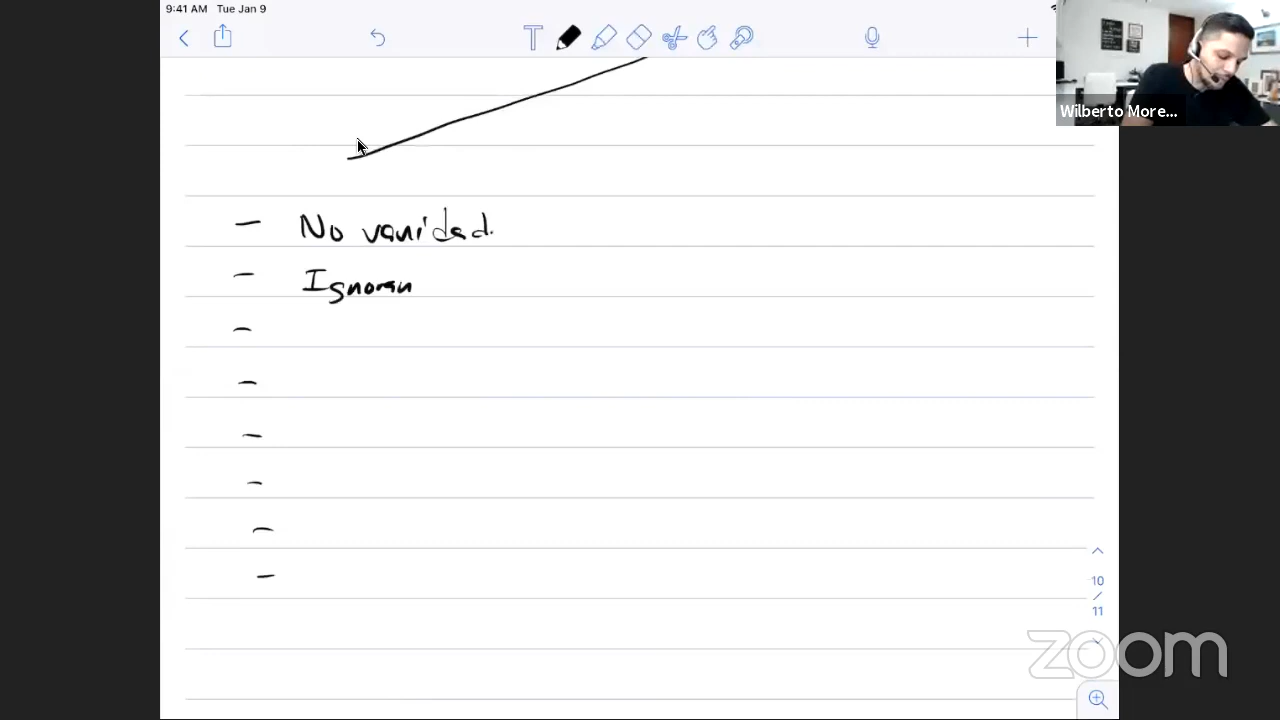 9:41 AM Tue Jan 9
Wilberto More...
- No vanidad.
- Ignoran
-
-
-
-
-
-
10
/
11
zoom